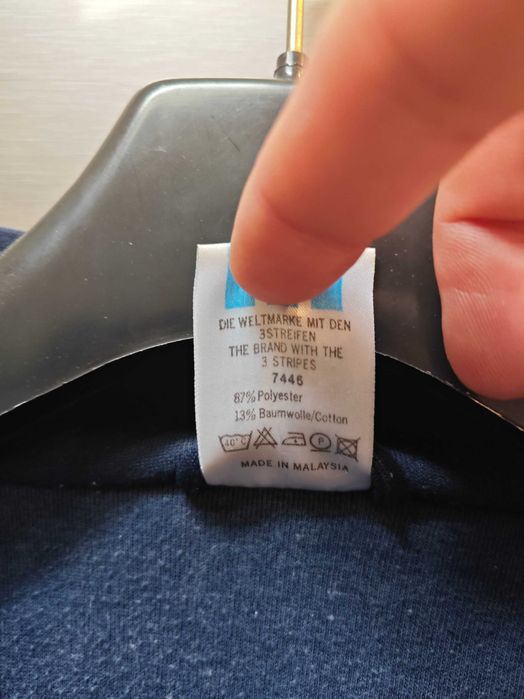 DIE WELTMARKE MIT DEN
3STREIFEN
THE BRAND WITH THE
3 STRIPES
7446
87% Polyester
13% Baumwolle/Cotton
40°C P
MADE IN MALAYSIA